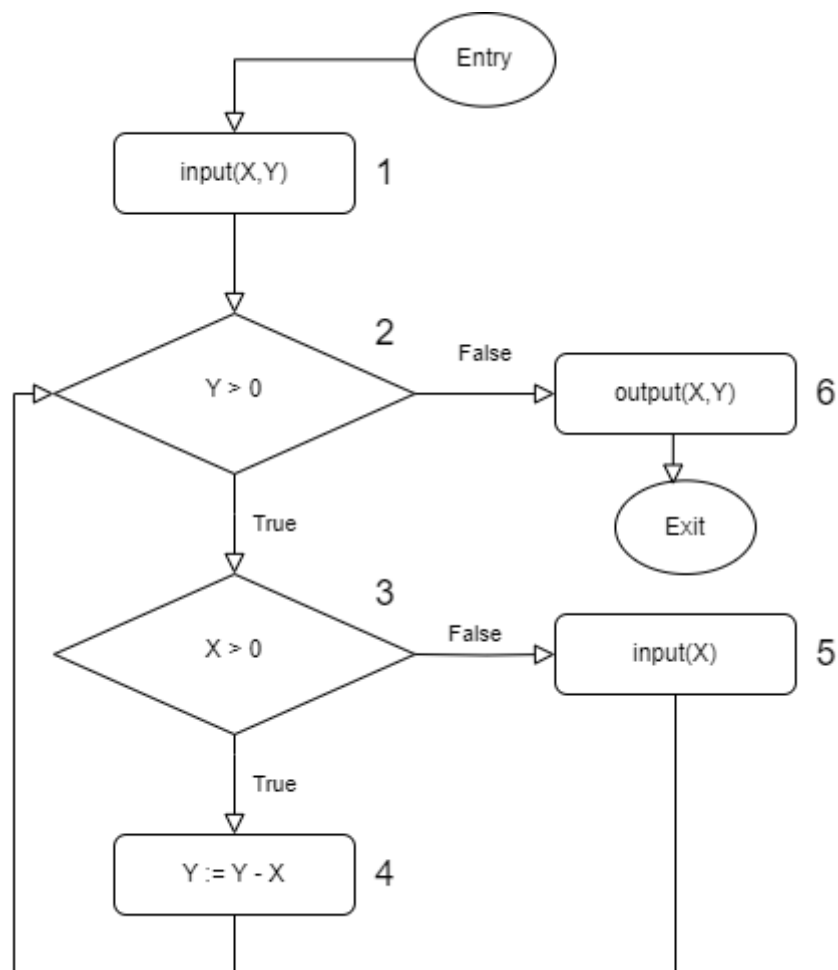 Entry
input(X,Y)
1
2
Y > 0
False
output(X,Y)
6
True
Exit
3
X > 0
False
input(X)
5
True
Y := Y - X
4